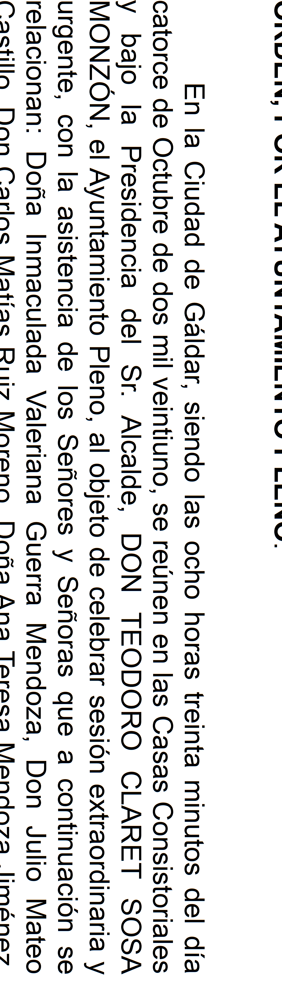 ORDEN, POR EL AYUNTAMIENTO PLENO.
En la Ciudad de Gáldar, siendo las ocho horas treinta minutos del día
catorce de Octubre de dos mil veintiuno, se reúnen en las Casas Consistoriales
y bajo la Presidencia del Sr. Alcalde, DON TEODORO CLARET SOSA
MONZÓN, el Ayuntamiento Pleno, al objeto de celebrar sesión extraordinaria y
urgente, con la asistencia de los Señores y Señoras que a continuación se
relacionan: Doña Inmaculada Valeriana Guerra Mendoza, Don Julio Mateo
Castillo, Don Carlos Matías Ruiz Moreno, Doña Ana Teresa Mendoza Jiménez